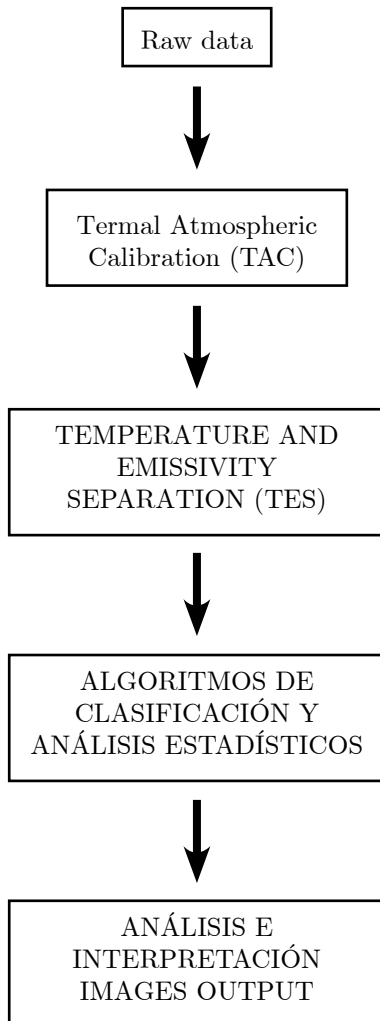 Raw data
Termal Atmospheric
Calibration (TAC)
TEMPERATURE AND
EMISSIVITY
SEPARATION (TES)
ALGORITMOS DE
CLASIFICACIÓN Y
ANÁLISIS ESTADÍSTICOS
ANÁLISIS E
INTERPRETACIÓN
IMAGES OUTPUT